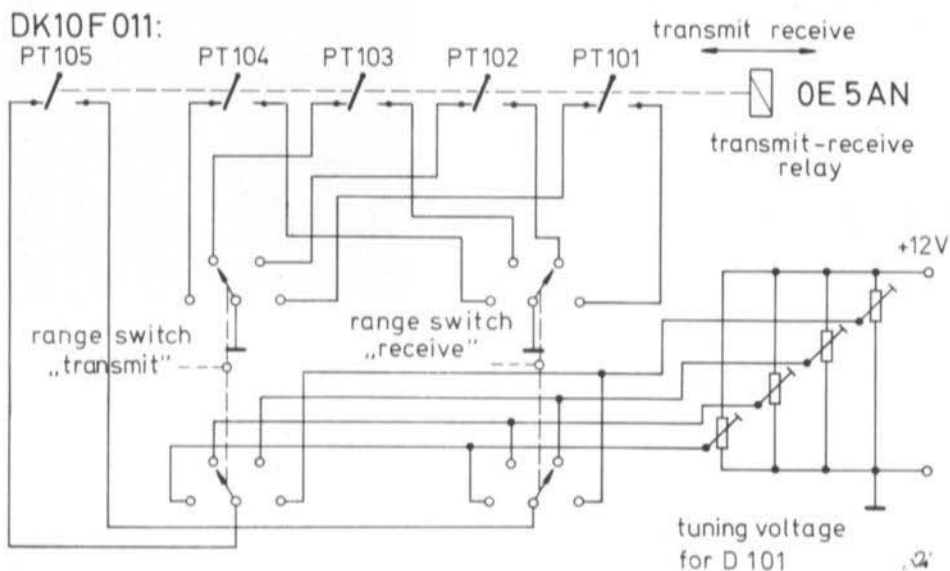 DK10F011:
PT105 PT104 PT103 PT102 PT101
transmit receive
OE5AN
transmit-receive
relay
+12V
range switch
„transmit"
range switch
„receive"
tuning voltage
for D 101